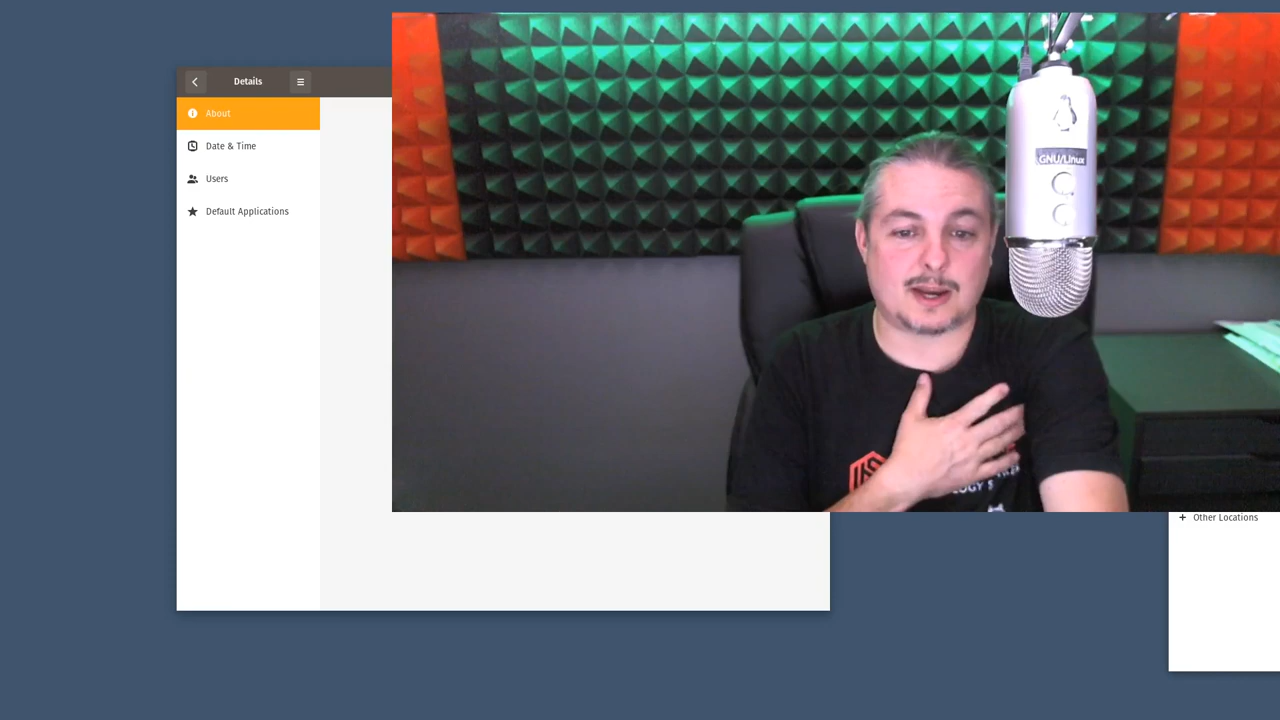 Details
About
Date & Time
Users
Default Applications
GNU/Linux
Other Locations